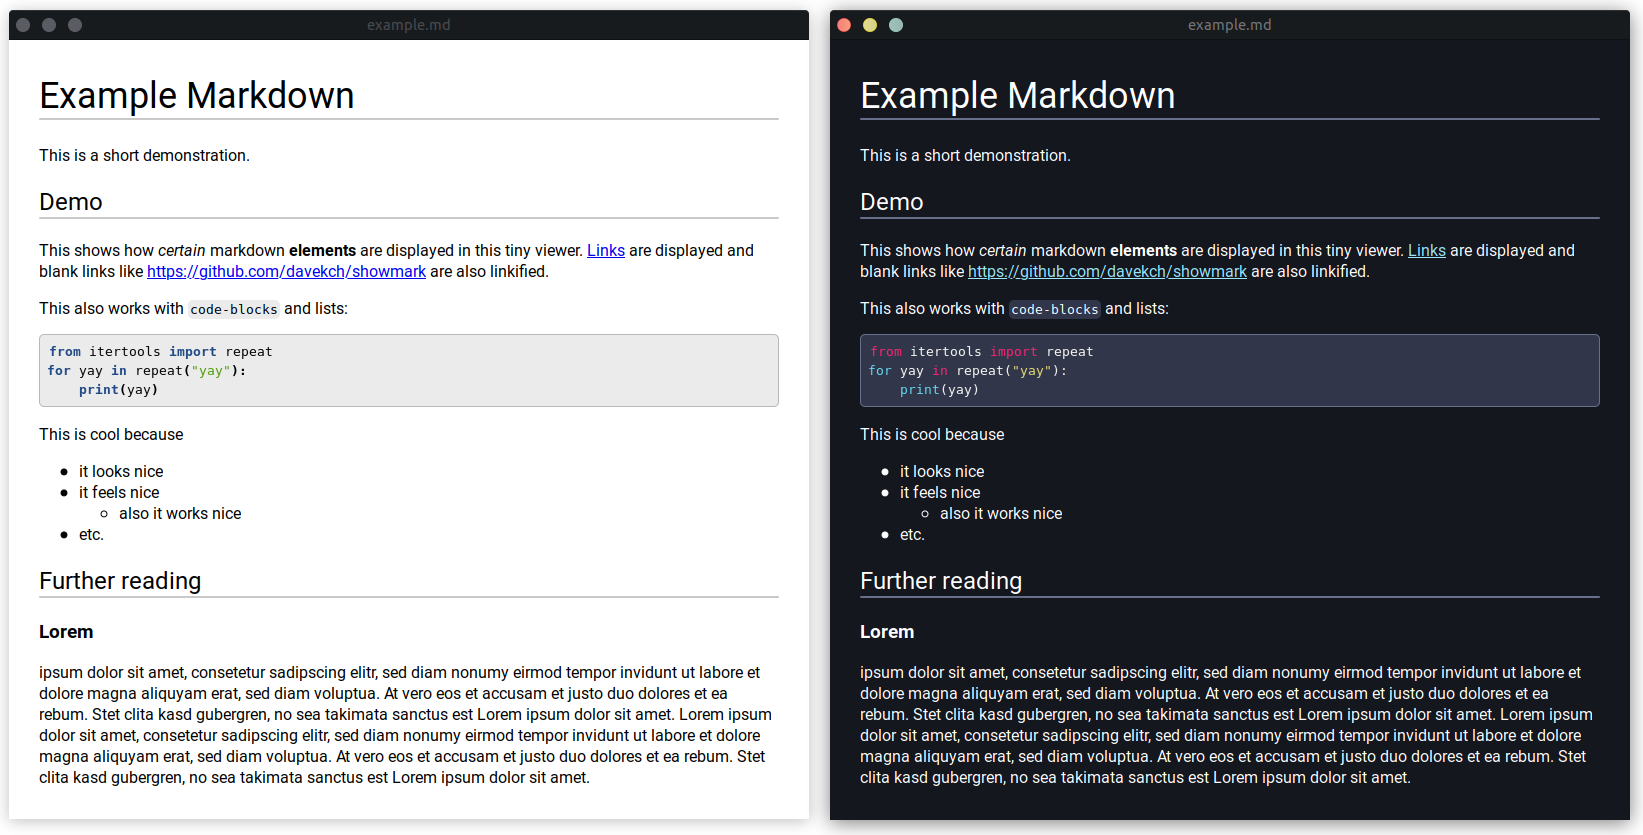 example.md
Example Markdown
This is a short demonstration.
Demo
This shows how certain markdown elements are displayed in this tiny viewer. Links are displayed and
blank links like https://github.com/davekch/showmark are also linkified.
This also works with code-blocks and lists:
from itertools import repeat
for yay in repeat("yay"):
    print(yay)
This is cool because
it looks nice
it feels nice
also it works nice
etc.
Further reading
Lorem
ipsum dolor sit amet, consetetur sadipscing elitr, sed diam nonumy eirmod tempor invidunt ut labore et
dolore magna aliquyam erat, sed diam voluptua. At vero eos et accusam et justo duo dolores et ea
rebum. Stet clita kasd gubergren, no sea takimata sanctus est Lorem ipsum dolor sit amet. Lorem ipsum
dolor sit amet, consetetur sadipscing elitr, sed diam nonumy eirmod tempor invidunt ut labore et dolore
magna aliquyam erat, sed diam voluptua. At vero eos et accusam et justo duo dolores et ea rebum. Stet
clita kasd gubergren, no sea takimata sanctus est Lorem ipsum dolor sit amet.
example.md
Example Markdown
This is a short demonstration.
Demo
This shows how certain markdown elements are displayed in this tiny viewer. Links are displayed and
blank links like https://github.com/davekch/showmark are also linkified.
This also works with code-blocks and lists:
from itertools import repeat
for yay in repeat("yay"):
    print(yay)
This is cool because
it looks nice
it feels nice
also it works nice
etc.
Further reading
Lorem
ipsum dolor sit amet, consetetur sadipscing elitr, sed diam nonumy eirmod tempor invidunt ut labore et
dolore magna aliquyam erat, sed diam voluptua. At vero eos et accusam et justo duo dolores et ea
rebum. Stet clita kasd gubergren, no sea takimata sanctus est Lorem ipsum dolor sit amet. Lorem ipsum
dolor sit amet, consetetur sadipscing elitr, sed diam nonumy eirmod tempor invidunt ut labore et dolore
magna aliquyam erat, sed diam voluptua. At vero eos et accusam et justo duo dolores et ea rebum. Stet
clita kasd gubergren, no sea takimata sanctus est Lorem ipsum dolor sit amet.